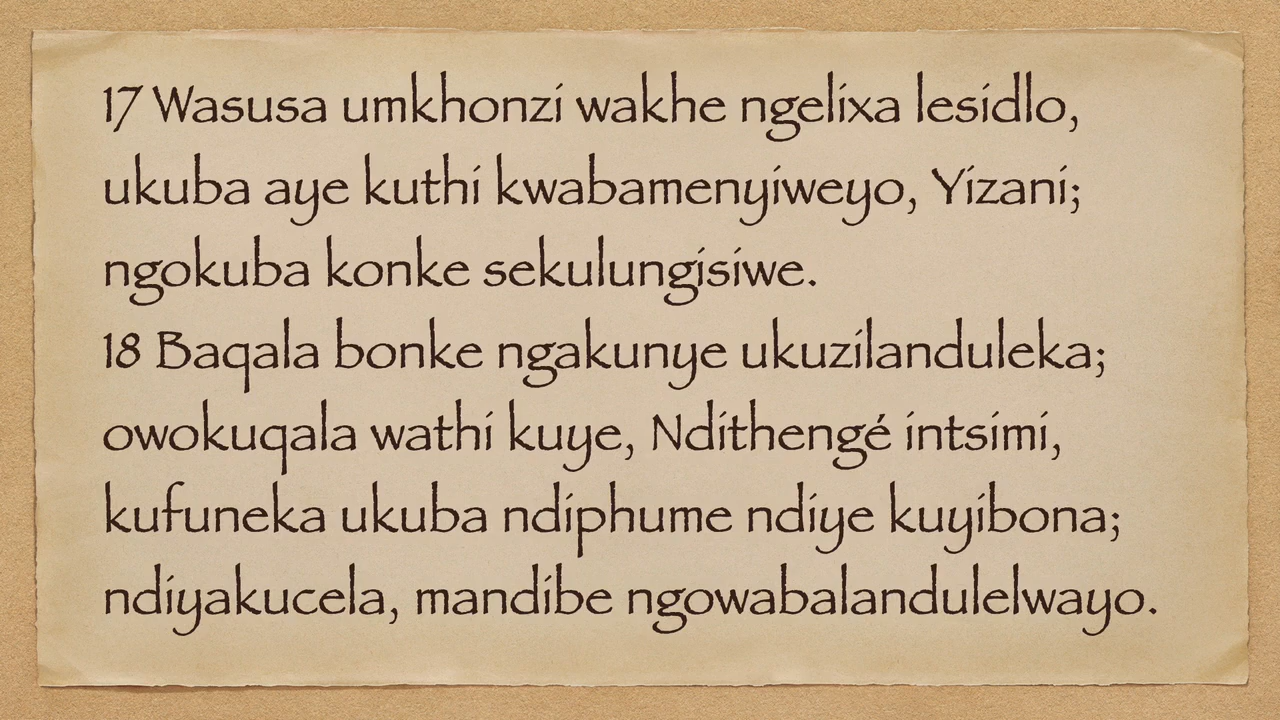 17 Wasusa umkhonzi wakhe ngelixa lesidlo,
ukuba aye kuthi kwabamenyiweyo, Yizani;
ngokuba konke sekulungisiwe.
18 Baqala bonke ngakunye ukuzilanduleka;
owokuqala wathi kuye, Ndithengé intsimi,
kufuneka ukuba ndiphume ndiye kuyibona;
ndiyakucela, mandibe ngowabalandulelwayo.